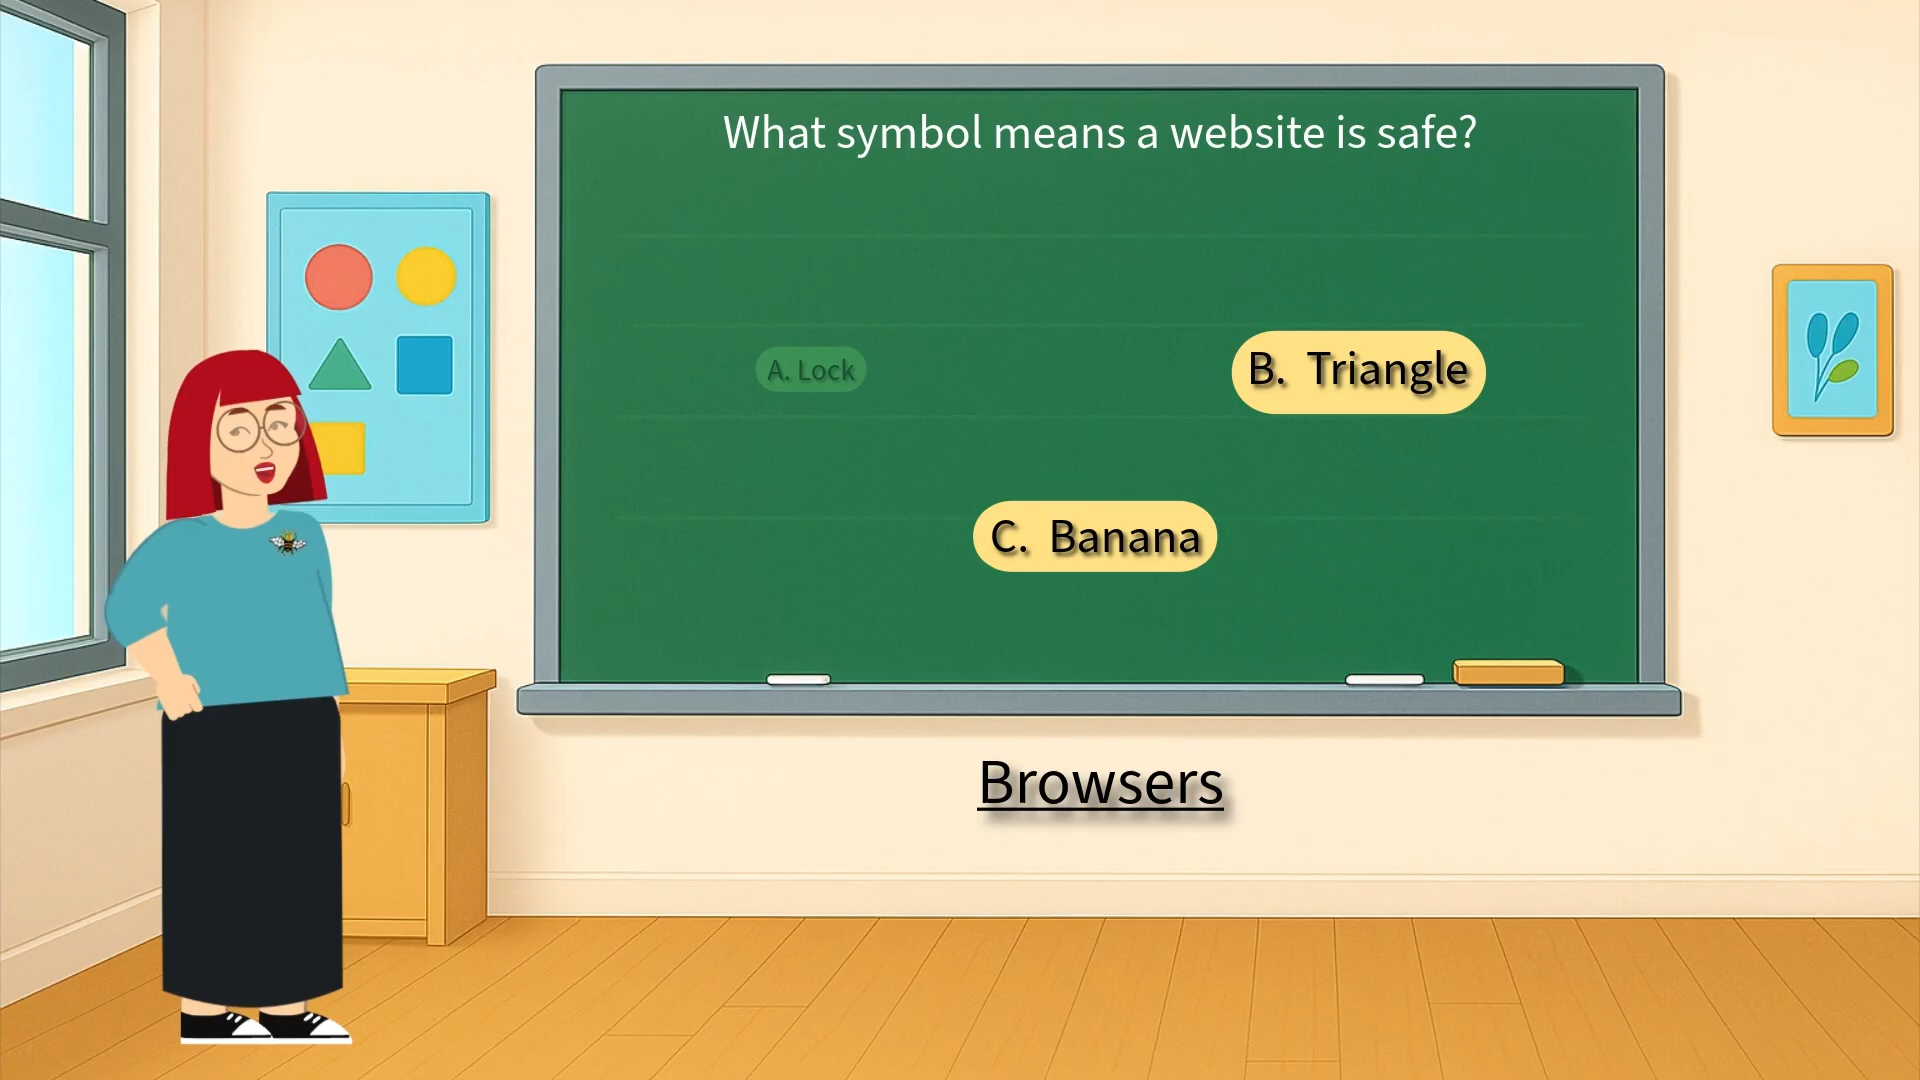 What symbol means a website is safe?
A. Lock
B. Triangle
C. Banana
Browsers